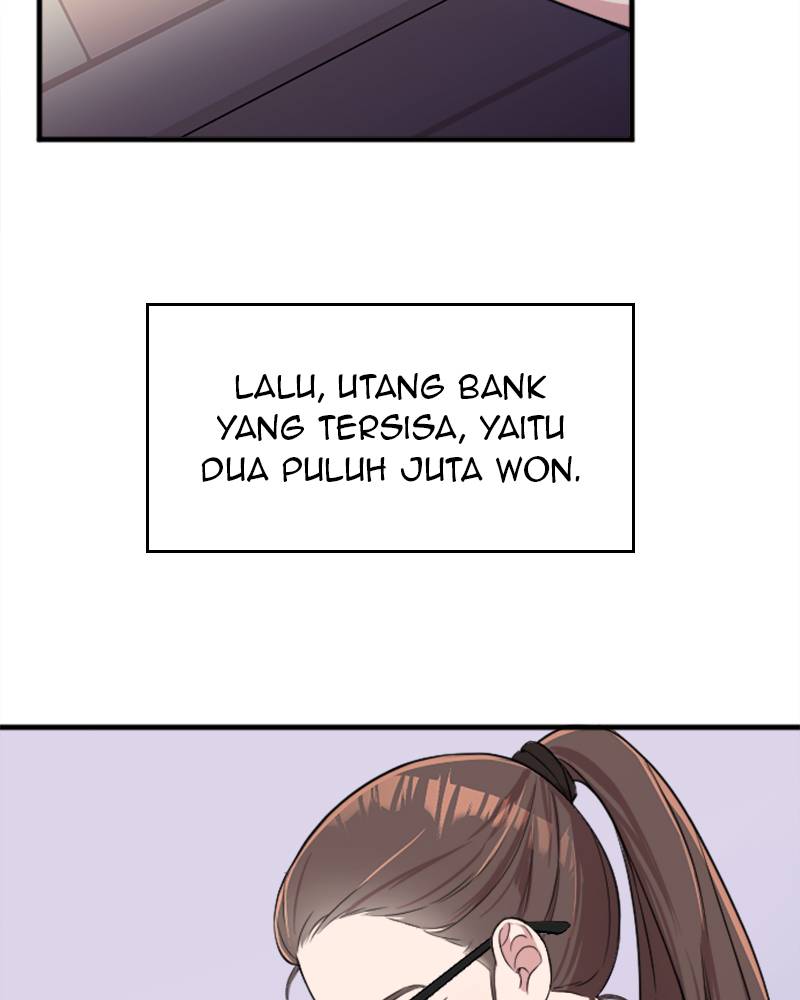 LALU, UTANG BANK
YANG TERSISA, YAITU
DUA PULUH JUTA WON.